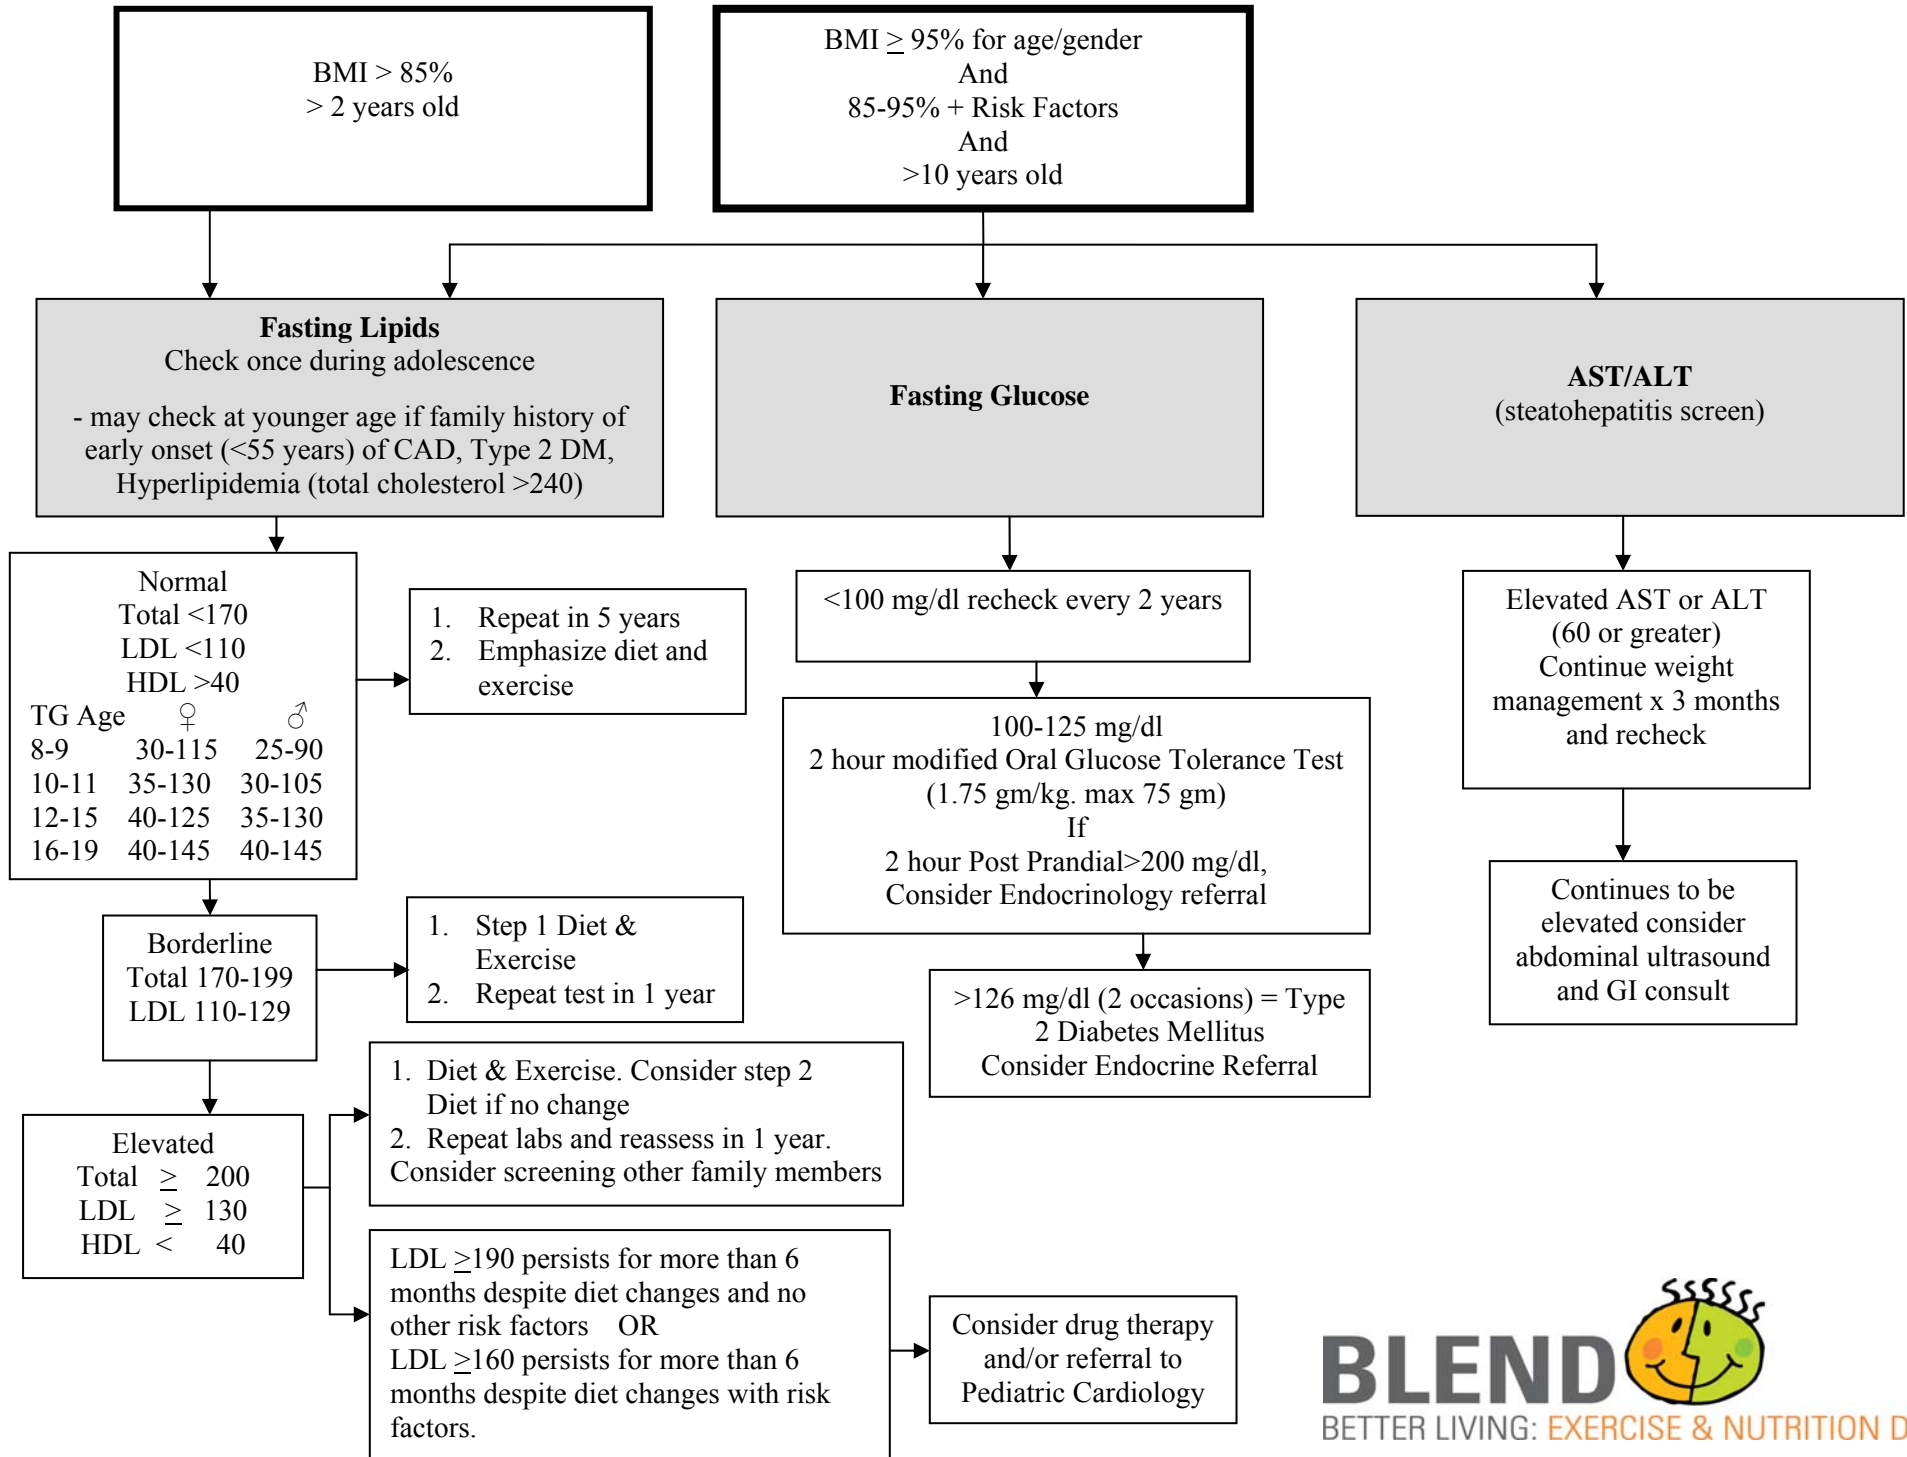 BMI > 85%
> 2 years old
BMI ≥ 95% for age/gender
And
85-95% + Risk Factors
And
>10 years old
Fasting Lipids
Check once during adolescence
- may check at younger age if family history of
early onset (<55 years) of CAD, Type 2 DM,
Hyperlipidemia (total cholesterol >240)
Fasting Glucose
AST/ALT
(steatohepatitis screen)
Normal
Total <170
LDL <110
HDL >40
TG Age ♀ ♂
8-9 30-115 25-90
10-11 35-130 30-105
12-15 40-125 35-130
16-19 40-145 40-145
1. Repeat in 5 years
2. Emphasize diet and
exercise
Borderline
Total 170-199
LDL 110-129
1. Step 1 Diet &
Exercise
2. Repeat test in 1 year
Elevated
Total ≥ 200
LDL ≥ 130
HDL < 40
1. Diet & Exercise. Consider step 2
Diet if no change
2. Repeat labs and reassess in 1 year.
Consider screening other family members
LDL ≥190 persists for more than 6
months despite diet changes and no
other risk factors OR
LDL ≥160 persists for more than 6
months despite diet changes with risk
factors.
Consider drug therapy
and/or referral to
Pediatric Cardiology
<100 mg/dl recheck every 2 years
100-125 mg/dl
2 hour modified Oral Glucose Tolerance Test
(1.75 gm/kg. max 75 gm)
If
2 hour Post Prandial>200 mg/dl,
Consider Endocrinology referral
>126 mg/dl (2 occasions) = Type
2 Diabetes Mellitus
Consider Endocrine Referral
Elevated AST or ALT
(60 or greater)
Continue weight
management x 3 months
and recheck
Continues to be
elevated consider
abdominal ultrasound
and GI consult
BLEND
BETTER LIVING: EXERCISE & NUTRITION D